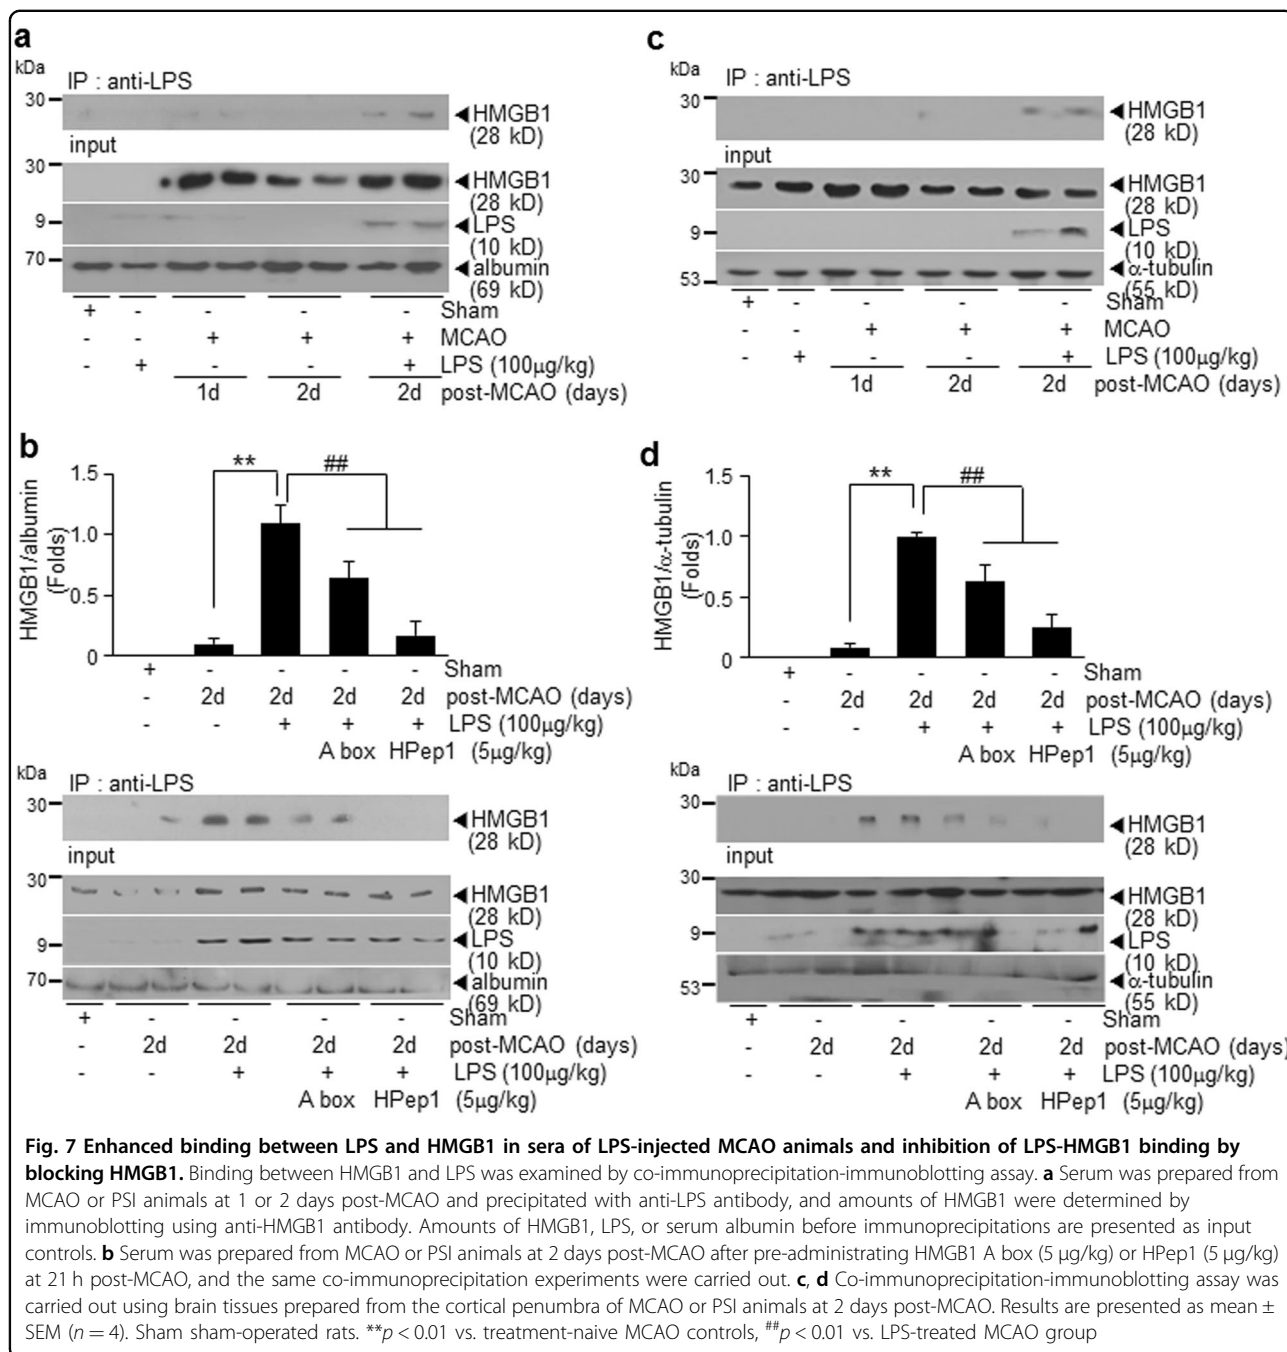 a
kDa
IP : anti-LPS
30
HMGB1
(28 kD)
input
30
HMGB1
(28 kD)
9
LPS
(10 kD)
70
albumin
(69 kD)
+ - - - - Sham
- - + + + MCAO
- + - - + LPS (100µg/kg)
1d 2d 2d post-MCAO (days)
c
kDa
IP : anti-LPS
30
HMGB1
(28 kD)
input
30
HMGB1
(28 kD)
9
LPS
(10 kD)
53
α-tubulin
(55 kD)
+ - - - - Sham
- - + + + MCAO
- + - - + LPS (100µg/kg)
1d 2d 2d post-MCAO (days)
b
HMGB1/albumin
(Folds)
1.5
1.0
0.5
0
** ##
+ - - - - Sham
- 2d 2d 2d 2d post-MCAO (days)
- - + + + LPS (100µg/kg)
A box HPep1 (5µg/kg)
kDa
IP : anti-LPS
30
HMGB1
(28 kD)
input
30
HMGB1
(28 kD)
9
LPS
(10 kD)
70
albumin
(69 kD)
+ - - - - Sham
- 2d 2d 2d 2d post-MCAO (days)
- - + + + LPS (100µg/kg)
A box HPep1 (5µg/kg)
d
HMGB1/α-tubulin
(Folds)
1.5
1.0
0.5
0
** ##
+ - - - - Sham
- 2d 2d 2d 2d post-MCAO (days)
- - + + + LPS (100µg/kg)
A box HPep1 (5µg/kg)
kDa
IP : anti-LPS
30
HMGB1
(28 kD)
input
30
HMGB1
(28 kD)
9
LPS
(10 kD)
53
α-tubulin
(55 kD)
+ - - - - Sham
- 2d 2d 2d 2d post-MCAO (days)
- - + + + LPS (100µg/kg)
A box HPep1 (5µg/kg)
Fig. 7 Enhanced binding between LPS and HMGB1 in sera of LPS-injected MCAO animals and inhibition of LPS-HMGB1 binding by
blocking HMGB1. Binding between HMGB1 and LPS was examined by co-immunoprecipitation-immunoblotting assay. a Serum was prepared from
MCAO or PSI animals at 1 or 2 days post-MCAO and precipitated with anti-LPS antibody, and amounts of HMGB1 were determined by
immunoblotting using anti-HMGB1 antibody. Amounts of HMGB1, LPS, or serum albumin before immunoprecipitations are presented as input
controls. b Serum was prepared from MCAO or PSI animals at 2 days post-MCAO after pre-administrating HMGB1 A box (5 µg/kg) or HPep1 (5 µg/kg)
at 21 h post-MCAO, and the same co-immunoprecipitation experiments were carried out. c, d Co-immunoprecipitation-immunoblotting assay was
carried out using brain tissues prepared from the cortical penumbra of MCAO or PSI animals at 2 days post-MCAO. Results are presented as mean ±
SEM (n = 4). Sham sham-operated rats. **p < 0.01 vs. treatment-naive MCAO controls, ##p < 0.01 vs. LPS-treated MCAO group